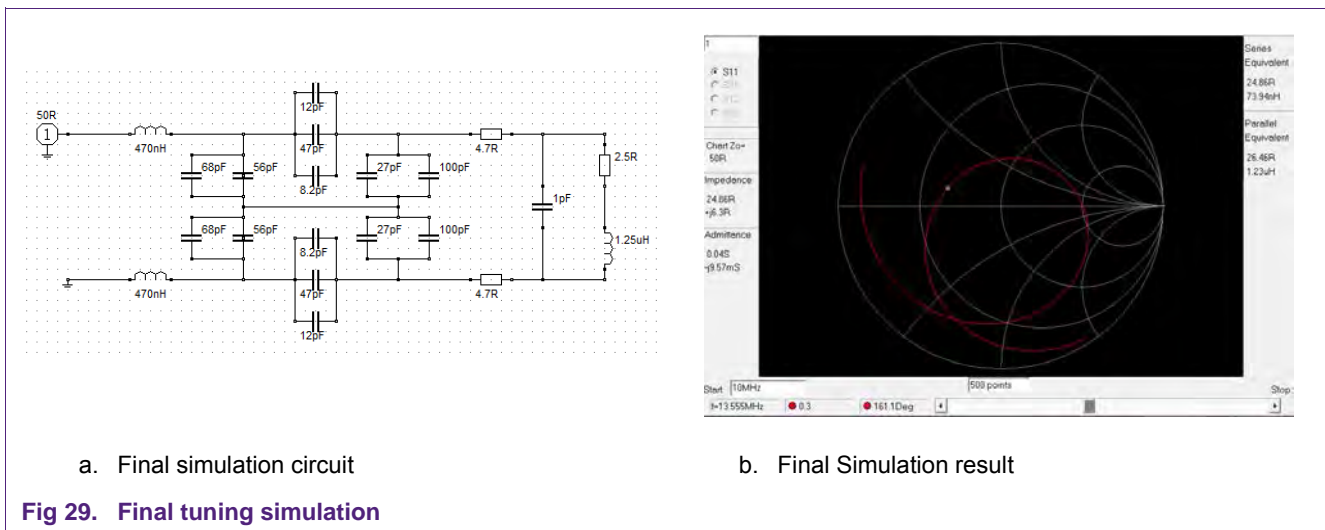 50R
1
470nH
68pF 56pF
68pF 56pF
470nH
12pF
47pF
8.2pF
8.2pF
47pF
12pF
27pF 100pF
27pF 100pF
4.7R
4.7R
1pF
2.5R
1.25uH
1
S11
Chart Zo=
50R
Impedance
24.86R
+j6.3R
Admittance
0.04S
-j9.57mS
Series
Equivalent
24.86R
73.94nH
Parallel
Equivalent
26.46R
1.23uH
Start 10MHz 500 points Stop
f=13.555MHz 0.3 161.1Deg
a. Final simulation circuit
b. Final Simulation result
Fig 29. Final tuning simulation